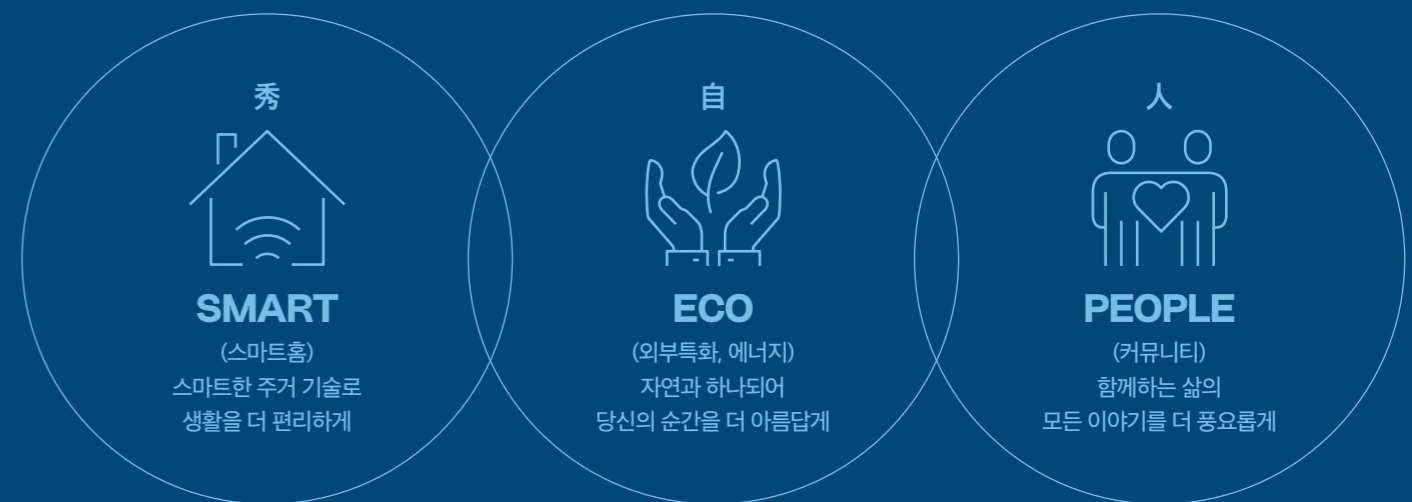 秀
SMART
(스마트홈)
스마트한 주거 기술로
생활을 더 편리하게
自
ECO
(외부특화, 에너지)
자연과 하나되어
당신의 순간을 더 아름답게
人
PEOPLE
(커뮤니티)
함께하는 삶의
모든 이야기를 더 풍요롭게